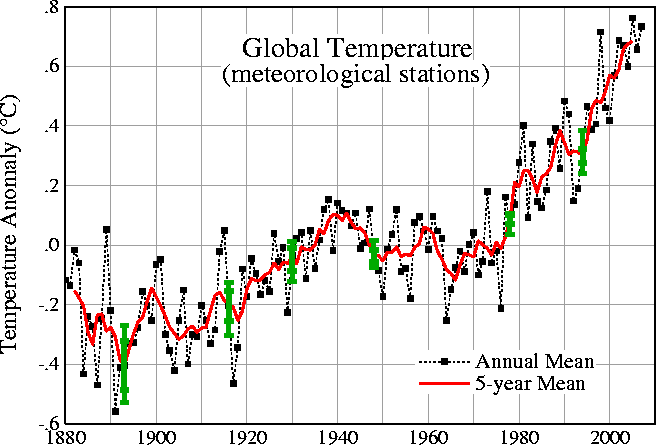 Global Temperature
(meteorological stations)
Temperature Anomaly (°C)
.8
.6
.4
.2
.0
-.2
-.4
-.6
Annual Mean
5-year Mean
1880 1900 1920 1940 1960 1980 2000